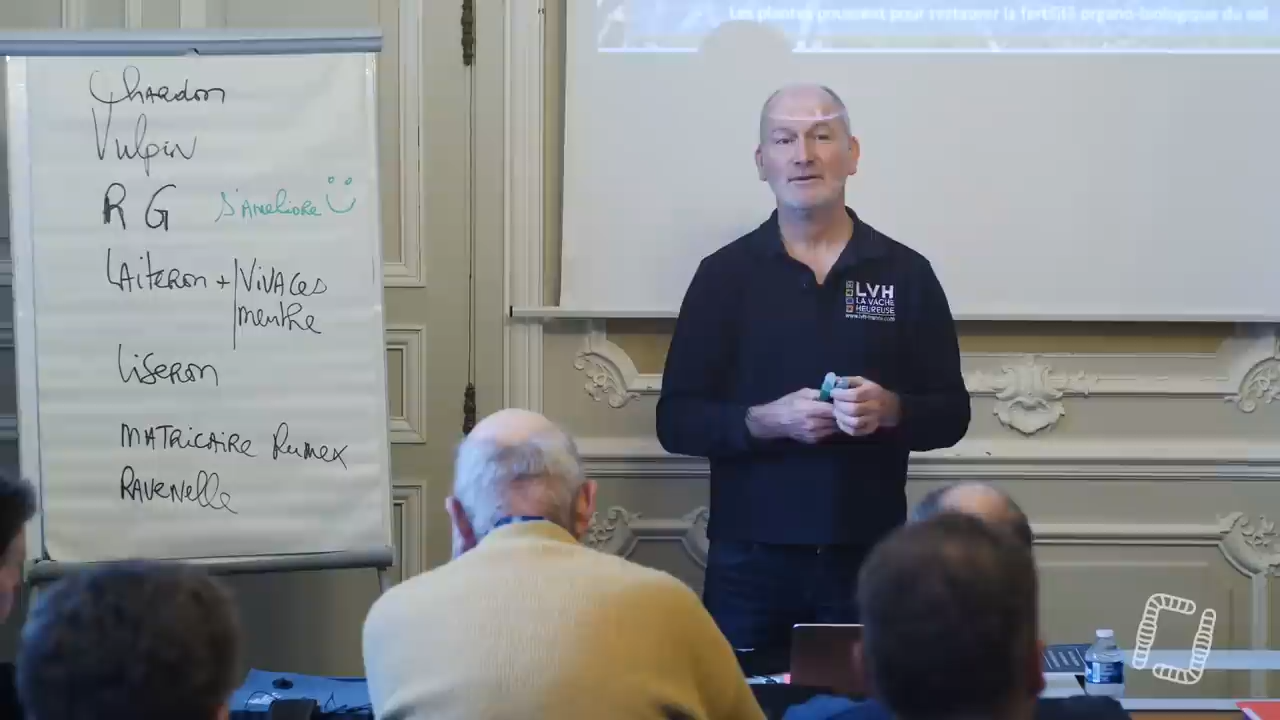 Les plantes poussent pour restaurer la fertilité organo-biologique du sol
Chardon
Vulpin
R G s'améliore
Laiteron + Vivaces
menthe
Liseron
MATRICAIRE Rumex
RAVENELLE
LVH
LA VACHE
HEUREUSE